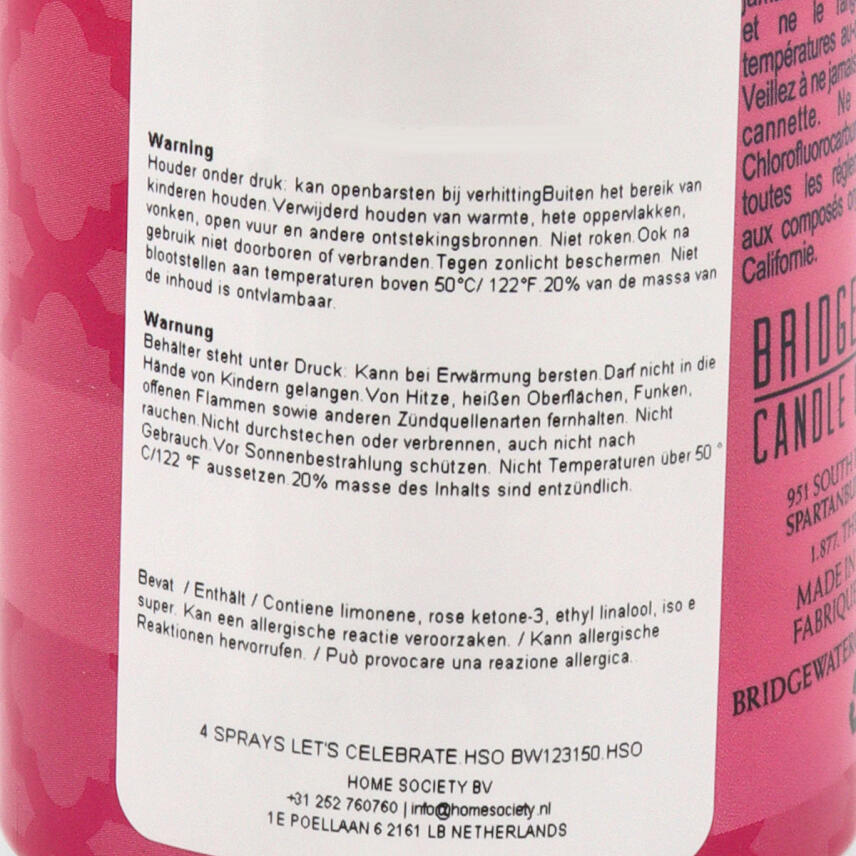 Warning
Houder onder druk: kan openbarsten bij verhittingBuiten het bereik van
kinderen houden.Verwijderd houden van warmte, hete oppervlakken,
vonken, open vuur en andere ontstekingsbronnen. Niet roken.Ook na
gebruik niet doorboren of verbranden.Tegen zonlicht beschermen. Niet
blootstellen aan temperaturen boven 50°C/ 122°F.20% van de massa van
de inhoud is ontvlambaar.
Warnung
Behälter steht unter Druck: Kann bei Erwärmung bersten.Darf nicht in die
Hände von Kindern gelangen.Von Hitze, heißen Oberflächen, Funken,
offenen Flammen sowie anderen Zündquellenarten fernhalten. Nicht
rauchen.Nicht durchstechen oder verbrennen, auch nicht nach
Gebrauch.Vor Sonnenbestrahlung schützen. Nicht Temperaturen über 50 °
C/122 °F aussetzen.20% masse des Inhalts sind entzündlich.
Bevat / Enthält / Contiene limonene, rose ketone-3, ethyl linalool, iso e
super. Kan een allergische reactie veroorzaken. / Kann allergische
Reaktionen hervorrufen. / Può provocare una reazione allergica..
4 SPRAYS LET'S CELEBRATE.HSO BW123150.HSO
HOME SOCIETY BV
+31 252 760760 | info@homesociety.nl
1E POELLAAN 6 2161 LB NETHERLANDS
et ne le
températures
Veillez à ne jamais
cannette. Ne
toutes les
aux composés
Californie.
CANDLE
951 SOUTH
1.877.
MADE IN